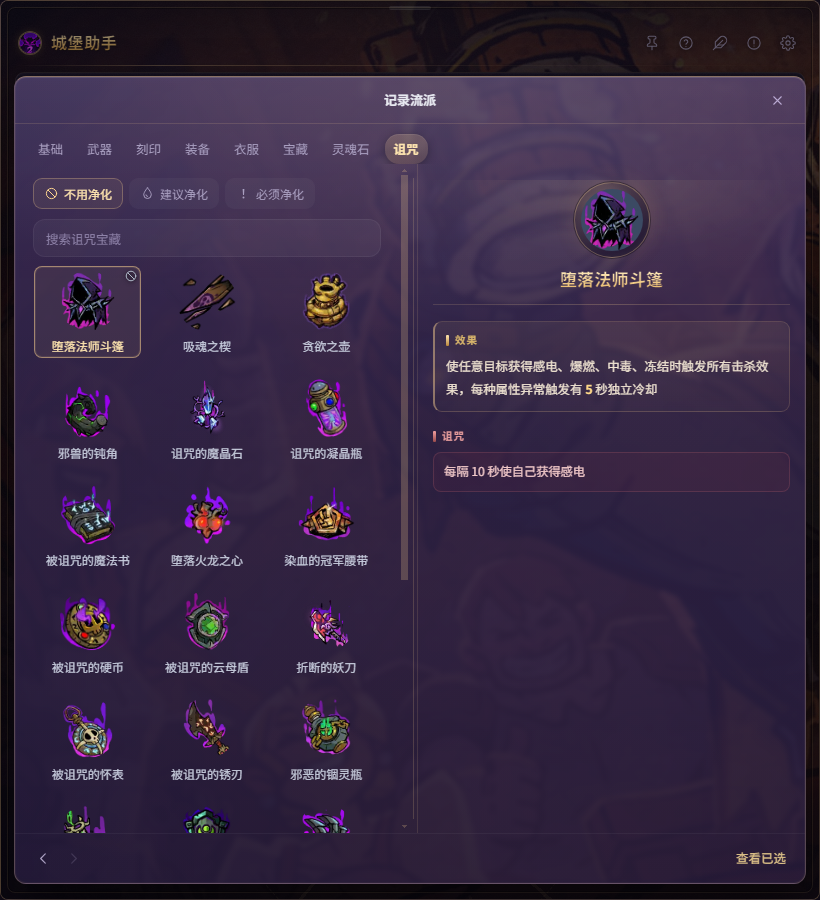 城堡助手
记录流派
基础 武器 刻印 装备 衣服 宝藏 灵魂石 诅咒
不用净化 建议净化 必须净化
搜索诅咒宝藏
堕落法师斗篷 吸魂之楔 贪欲之壶
邪兽的钝角 诅咒的魔晶石 诅咒的凝晶瓶
被诅咒的魔法书 堕落火龙之心 染血的冠军腰带
被诅咒的硬币 被诅咒的云母盾 折断的妖刀
被诅咒的怀表 被诅咒的锈刃 邪恶的锢灵瓶
堕落法师斗篷
效果
使任意目标获得感电、爆燃、中毒、冻结时触发所有击杀效
果，每种属性异常触发有 5 秒独立冷却
诅咒
每隔 10 秒使自己获得感电
查看已选